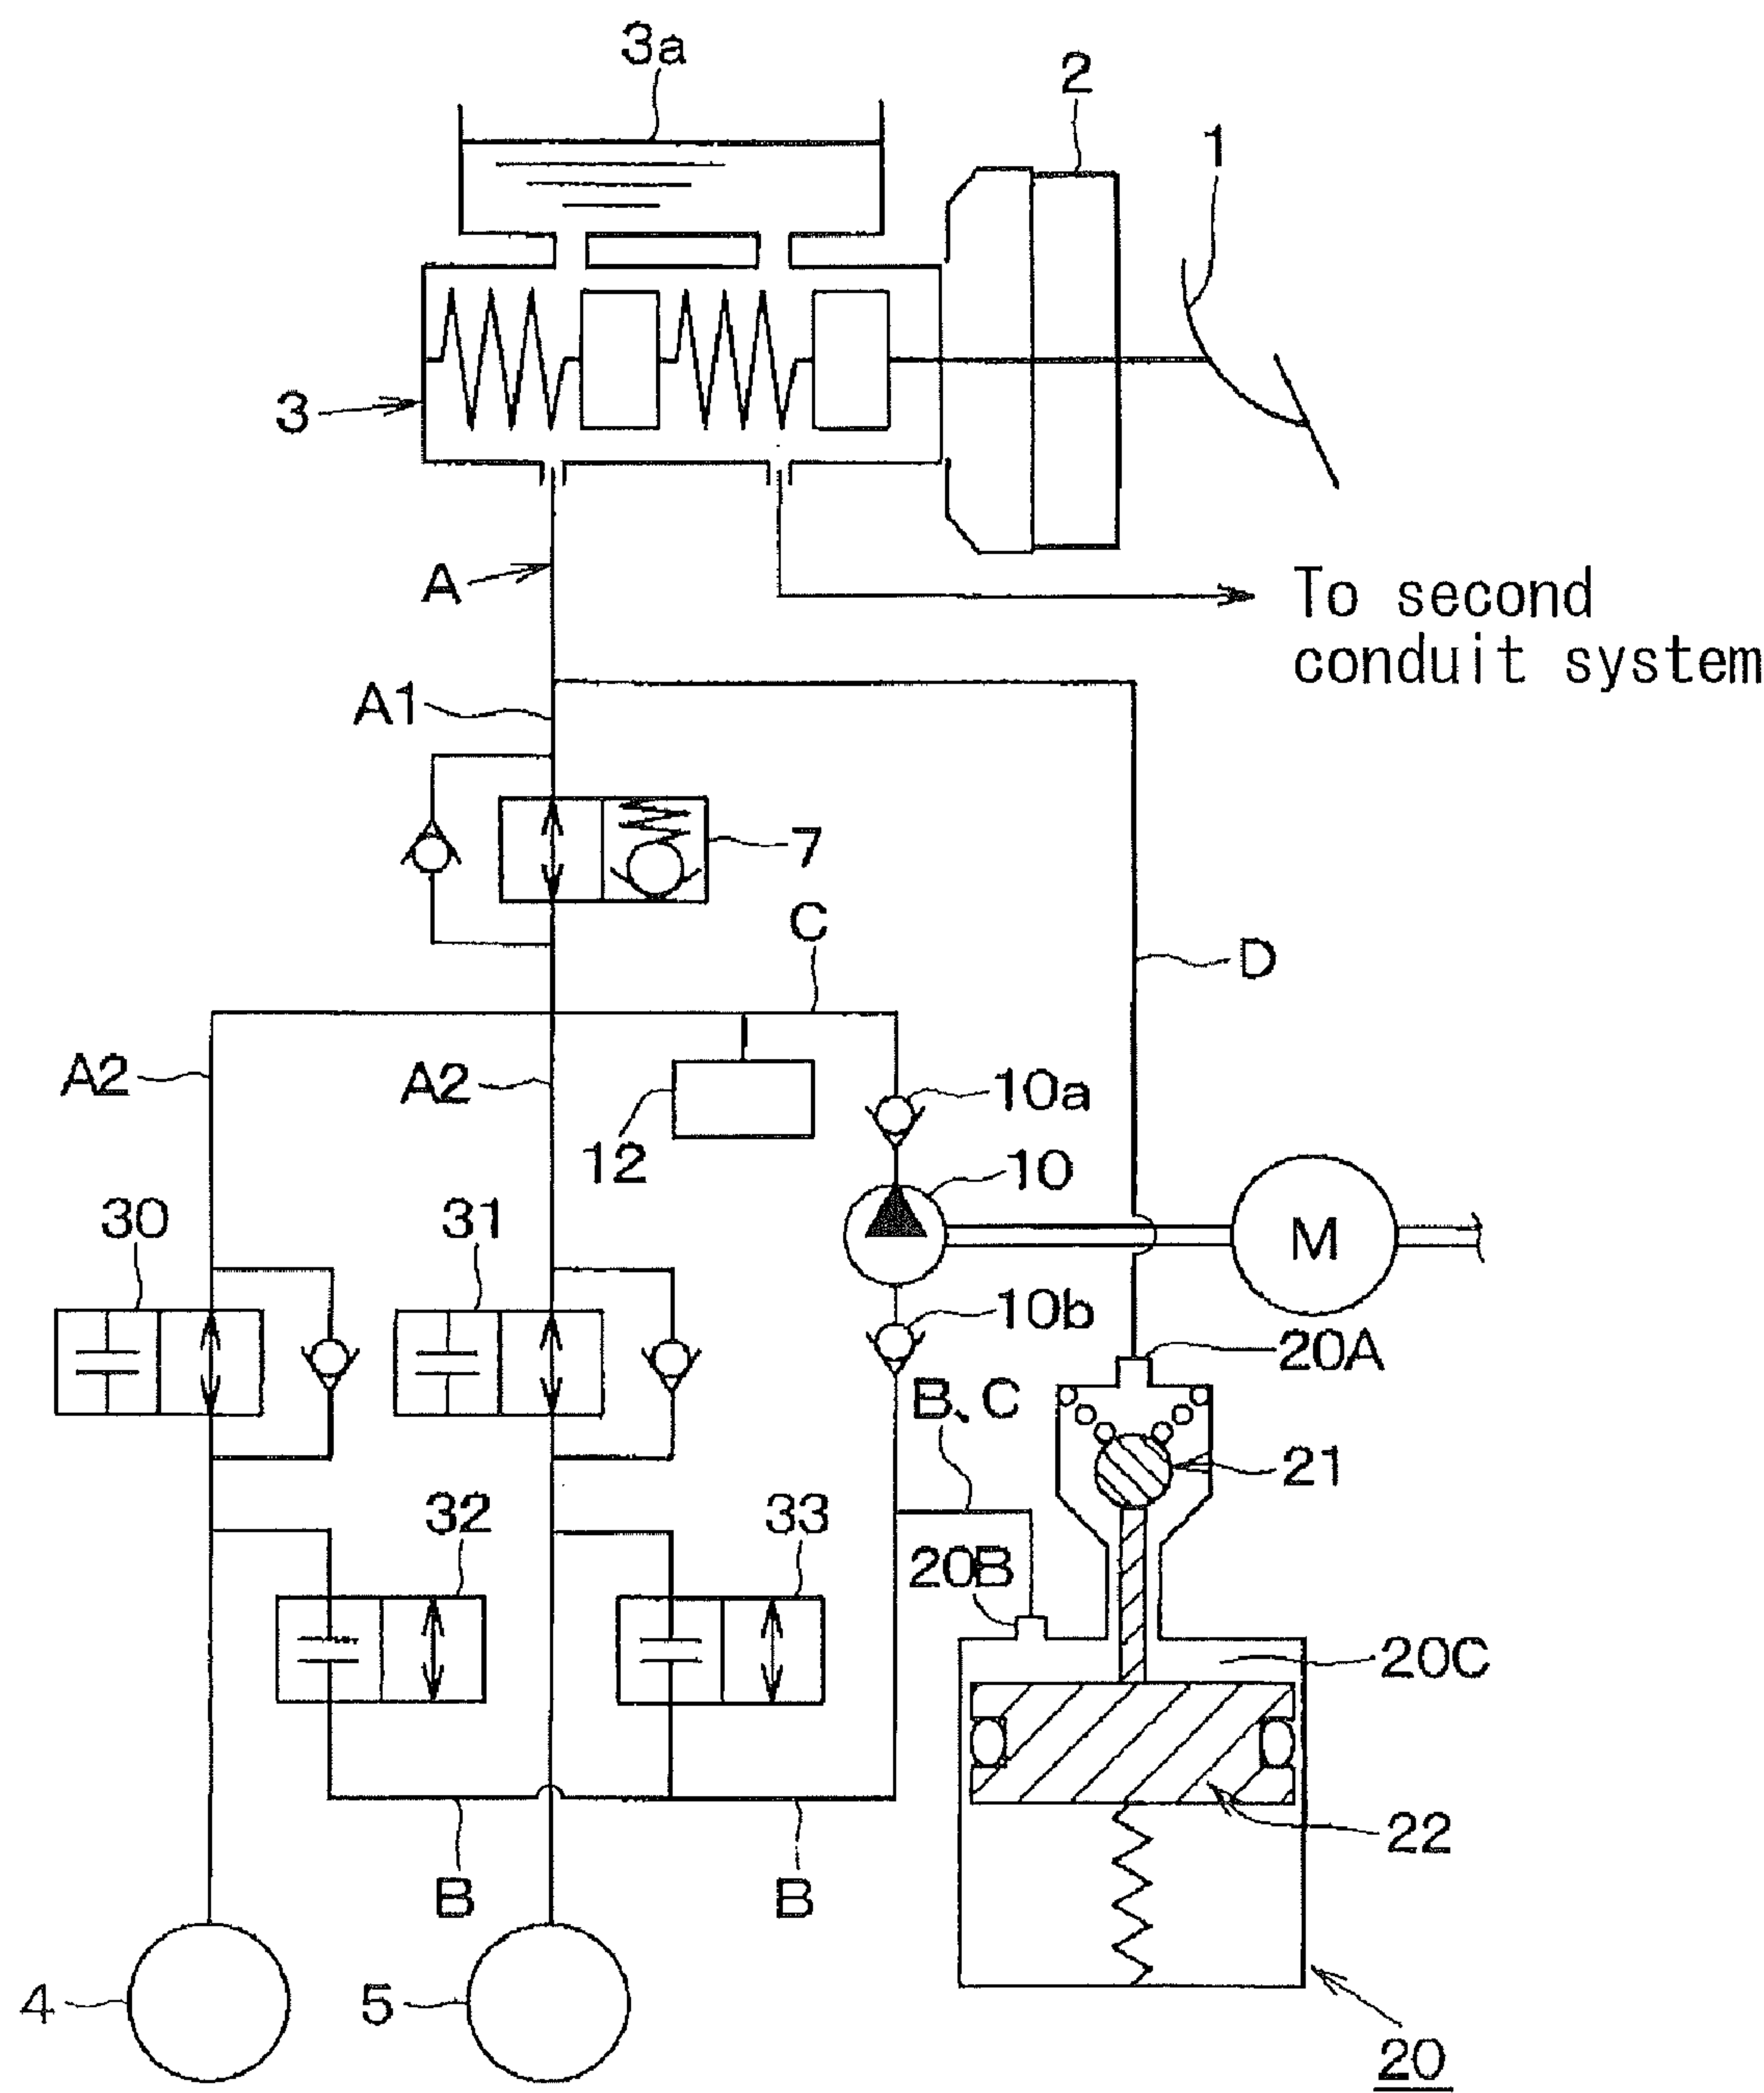 3a
2
1
3
A
To second
conduit system
A1
7
C
D
A2
A2
10a
12
10
30
31
M
10b
20A
B、C
21
32
33
20B
20C
22
B
B
4
5
20